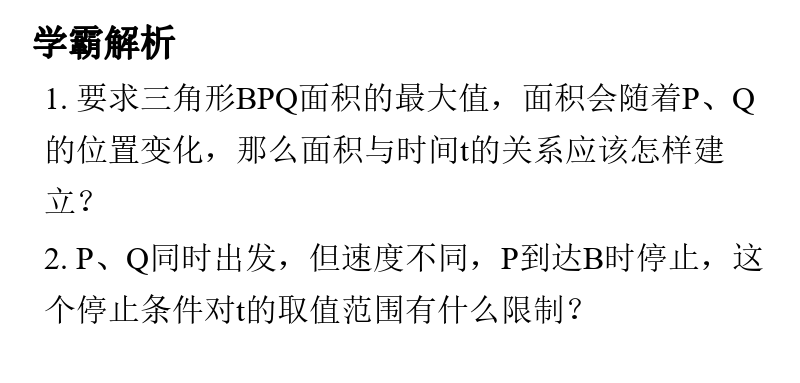 学霸解析
1. 要求三角形BPQ面积的最大值，面积会随着P、Q
的位置变化，那么面积与时间t的关系应该怎样建
立？
2. P、Q同时出发，但速度不同，P到达B时停止，这
个停止条件对t的取值范围有什么限制？